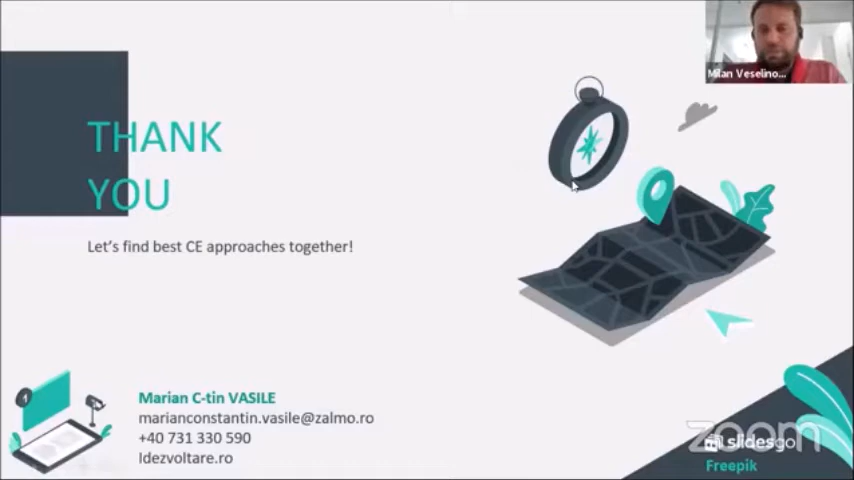 Milan Veselino...
THANK
YOU
Let's find best CE approaches together!
Marian C-tin VASILE
marianconstantin.vasile@zalmo.ro
+40 731 330 590
Idezvoltare.ro
zoom
slidesgo
Freepik